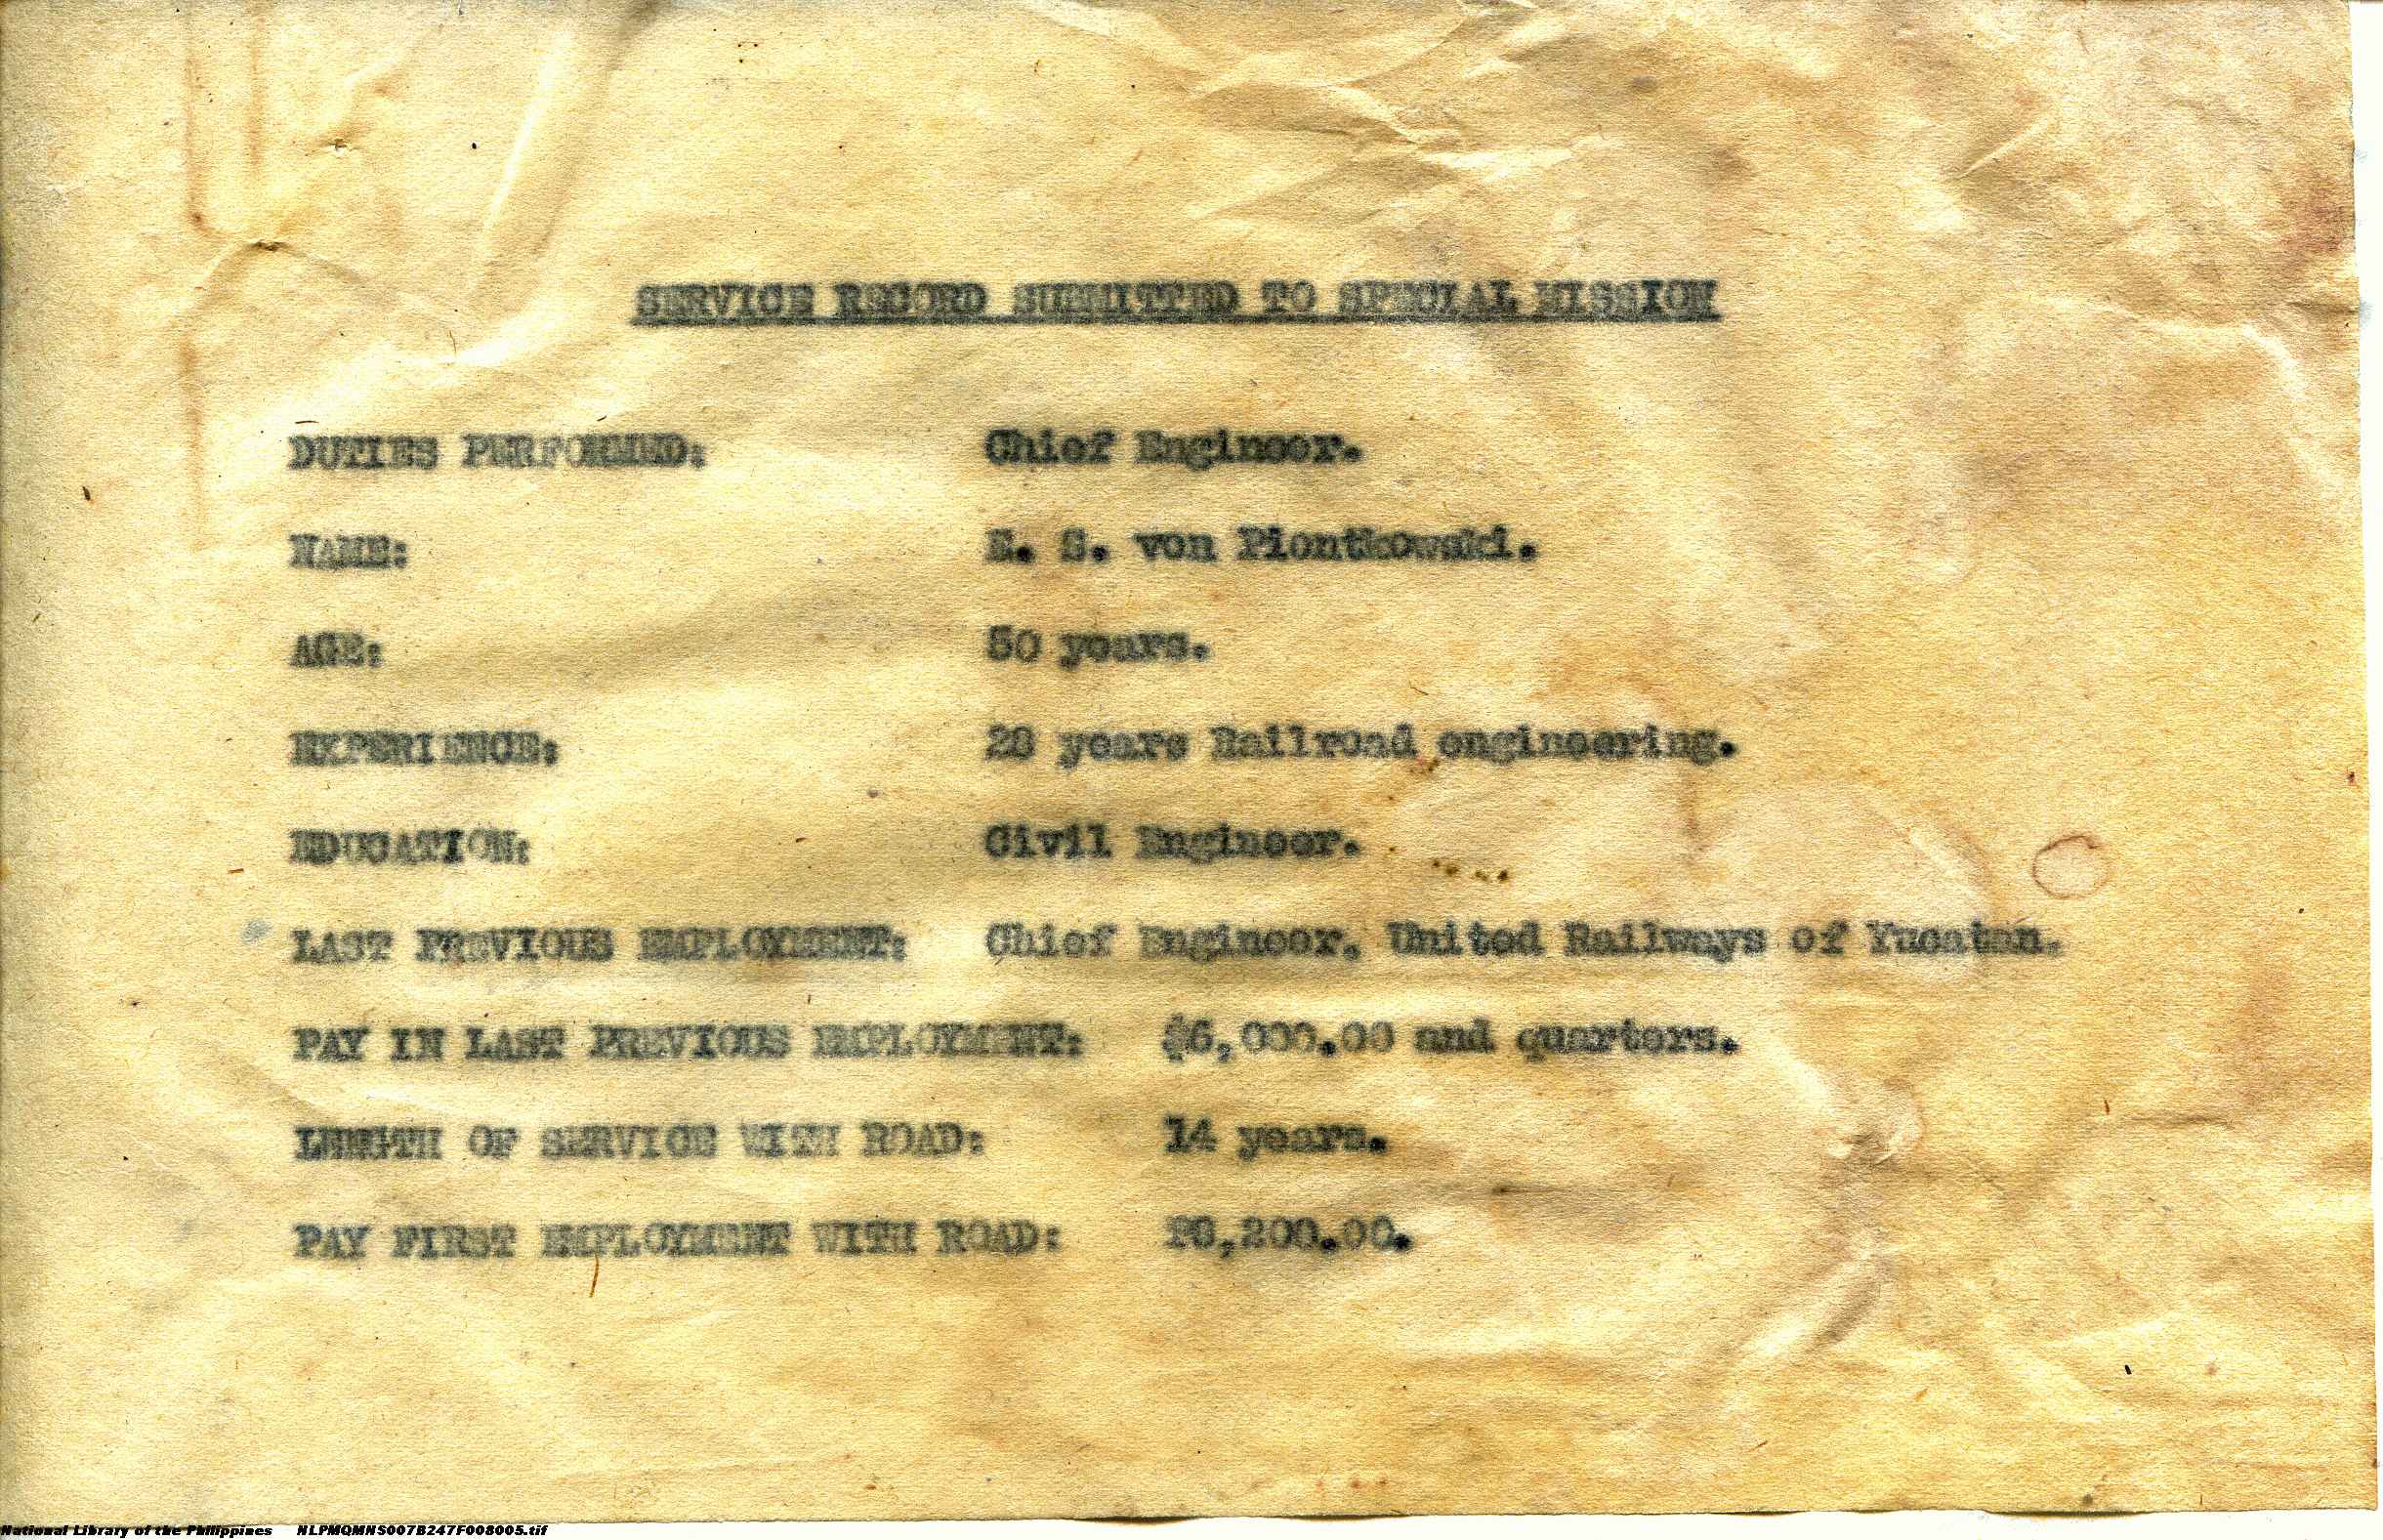 SERVICE RECORD SUBMITTED TO SPECIAL MISSION
DUTIES PERFORMED: Chief Engineer.
NAME: E. S. von Piontkowski.
AGE: 50 years.
EXPERIENCE: 28 years Railroad engineering.
EDUCATION: Civil Engineer.
LAST PREVIOUS EMPLOYMENT: Chief Engineer, United Railways of Yucatan.
PAY IN LAST PREVIOUS EMPLOYMENT: $6,000.00 and quarters.
LENGTH OF SERVICE WITH ROAD: 14 years.
PAY FIRST EMPLOYMENT WITH ROAD: ₱8,200.00.
National Library of the Philippines NLPMQMNS007B247F008005.tif